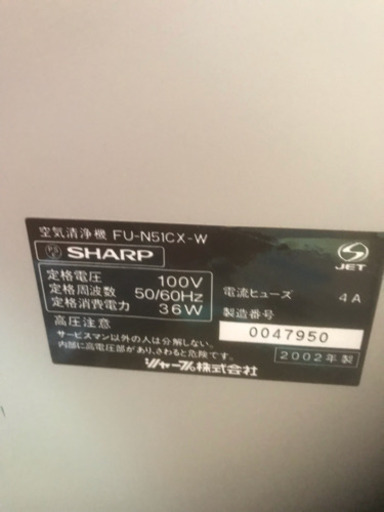 空気清浄機 FU-N51CX-W
SHARP
JET
定格電圧 100V
定格周波数 50/60Hz
定格消費電力 36W
電流ヒューズ 4A
製造番号
0047950
高圧注意
サービスマン以外の人は分解しない。
内部に高電圧部があり、さわると危険です。
2002年製
シャープ株式会社